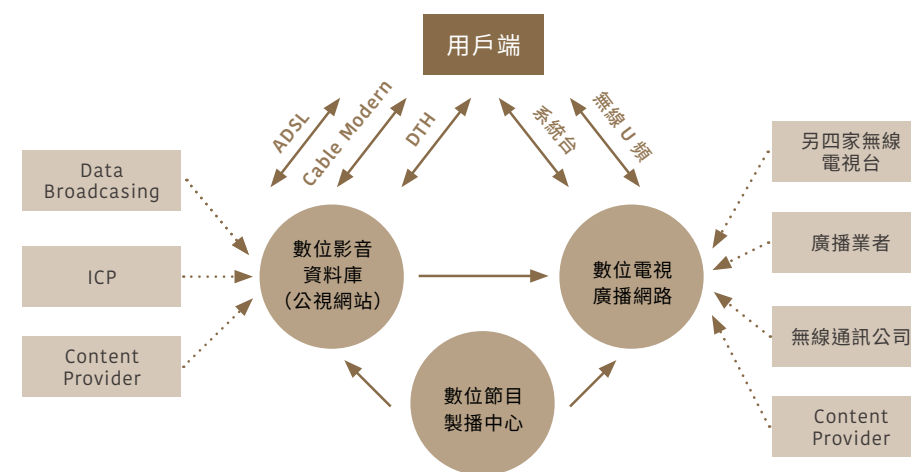 用戶端
ADSL
Cable Modern
DTH
系統台
無線 U 頻
Data
Broadcasing
ICP
Content
Provider
數位影音
資料庫
（公視網站）
數位電視
廣播網路
數位節目
製播中心
另四家無線
電視台
廣播業者
無線通訊公司
Content
Provider